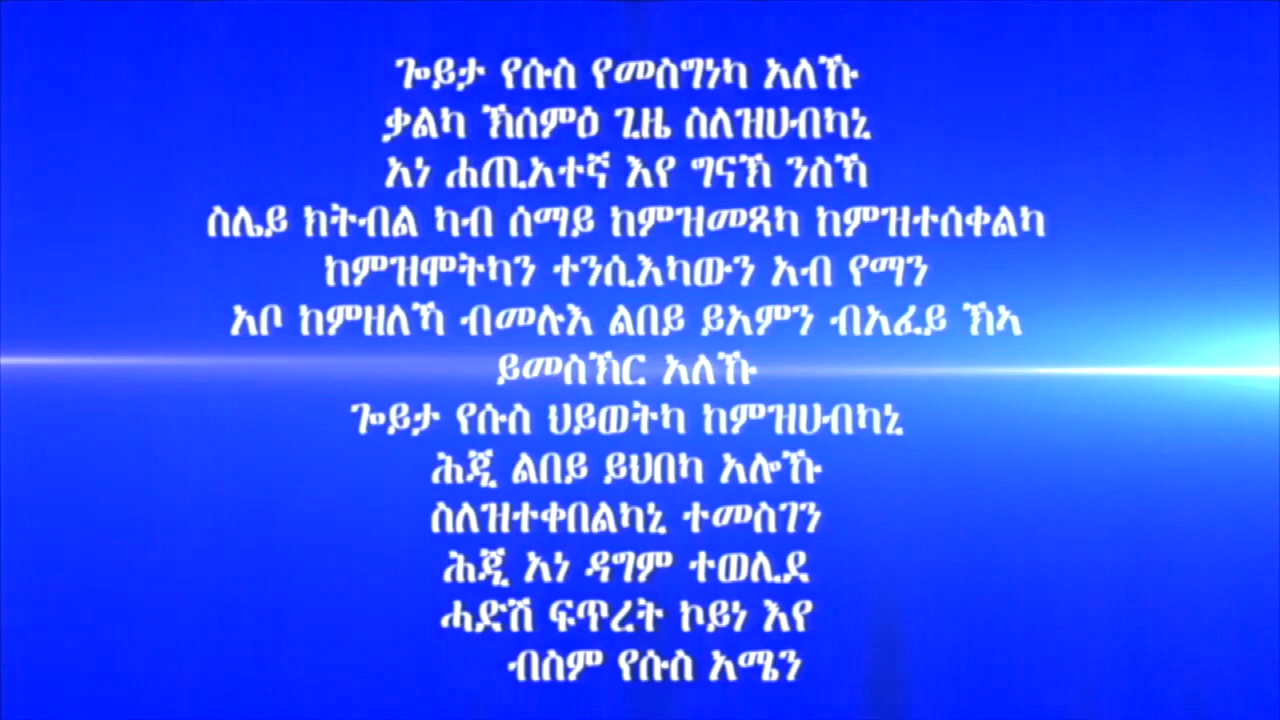 ጐይታ የሱስ የመስግነካ አለኹ
ቃልካ ኽሰምዕ ጊዜ ስለዝሀብካኒ
አነ ሐጢአተኛ እየ ግናኽ ንስኻ
ስሌይ ክትብል ካብ ሰማይ ከምዝመጻካ ከምዝተሰቀልካ
ከምዝሞትካን ተንሲእካውን አብ የማን
አቦ ከምዘለኻ ብመሉእ ልበይ ይአምን ብአፈይ ኽኣ
ይመስኽር አለኹ
ጐይታ የሱስ ህይወትካ ከምዝሀብካኒ
ሕጂ ልበይ ይህበካ አሎኹ
ስለዝተቀበልካኒ ተመስገን
ሕጂ አነ ዳግም ተወሊደ
ሓድሽ ፍጥረት ኮይነ እየ
ብስም የሱስ አሜን